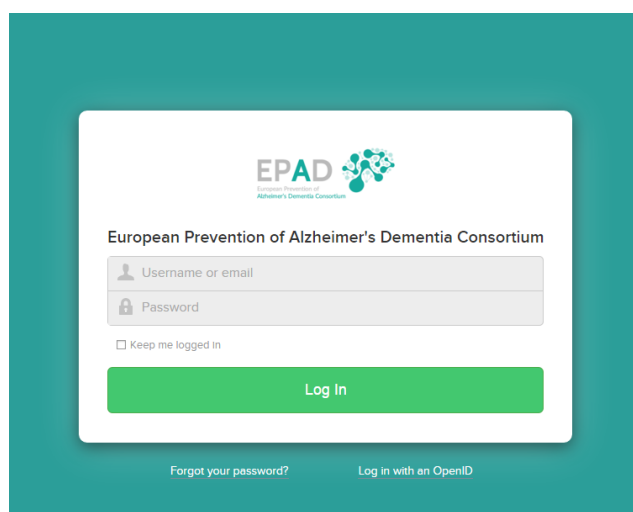 EPAD
European Prevention of
Alzheimer's Dementia Consortium
European Prevention of Alzheimer's Dementia Consortium
Username or email
Password
Keep me logged in
Log In
Forgot your password? Log in with an OpenID